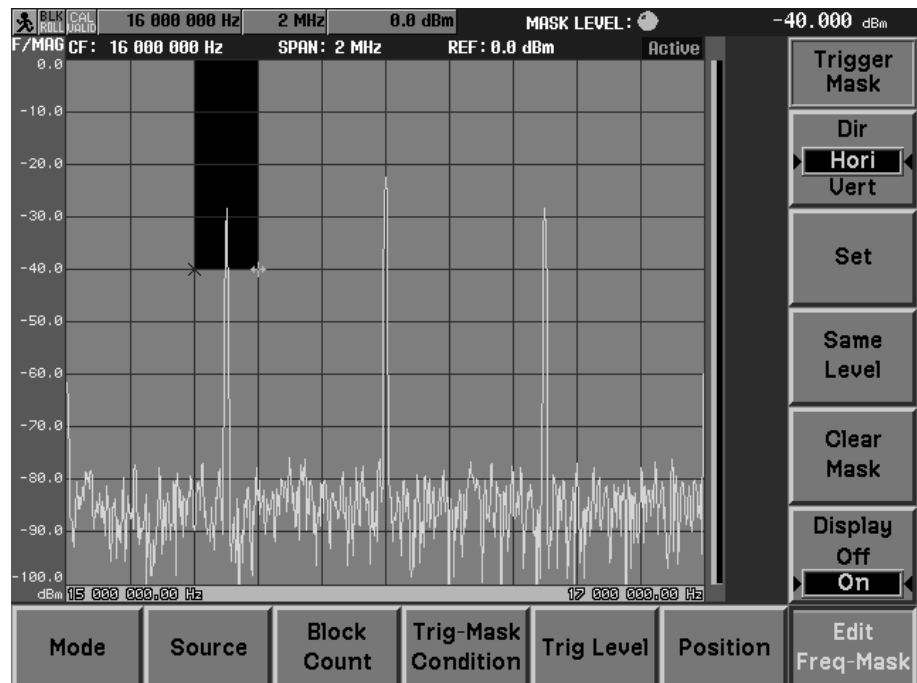 BLK ROLL CAL VALID 16 000 000 Hz 2 MHz 0.0 dBm MASK LEVEL: -40.000 dBm
F/MAG CF: 16 000 000 Hz SPAN: 2 MHz REF: 0.0 dBm Active
0.0
-10.0
-20.0
-30.0
-40.0
-50.0
-60.0
-70.0
-80.0
-90.0
-100.0
dBm 15 000 000.00 Hz 17 000 000.00 Hz
Trigger
Mask
Dir
Hori
Vert
Set
Same
Level
Clear
Mask
Display
Off
On
Mode
Source
Block
Count
Trig-Mask
Condition
Trig Level
Position
Edit
Freq-Mask